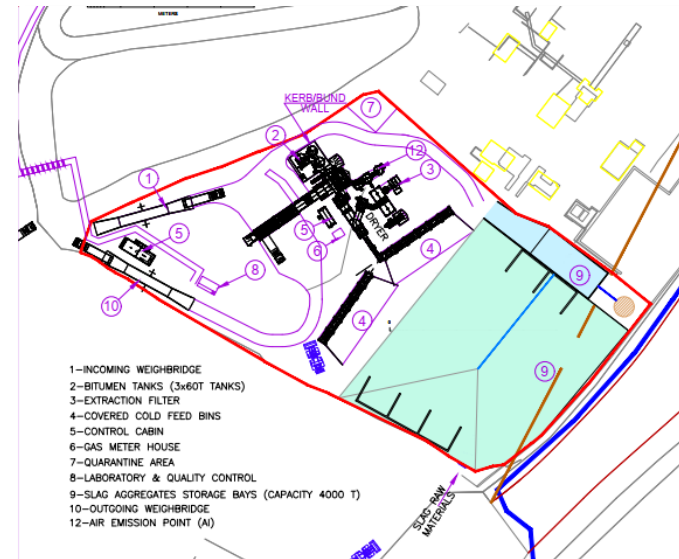 METERS
KERB/BUND
WALL
7
2
12
3
1
5
DRYER
5
6
4
9
8
10
4
9
1-INCOMING WEIGHBRIDGE
2-BITUMEN TANKS (3x60T TANKS)
3-EXTRACTION FILTER
4-COVERED COLD FEED BINS
5-CONTROL CABIN
6-GAS METER HOUSE
7-QUARANTINE AREA
8-LABORATORY & QUALITY CONTROL
9-SLAG AGGREGATES STORAGE BAYS (CAPACITY 4000 T)
10-OUTGOING WEIGHBRIDGE
12-AIR EMISSION POINT (AI)
SLAG RAW
MATERIALS